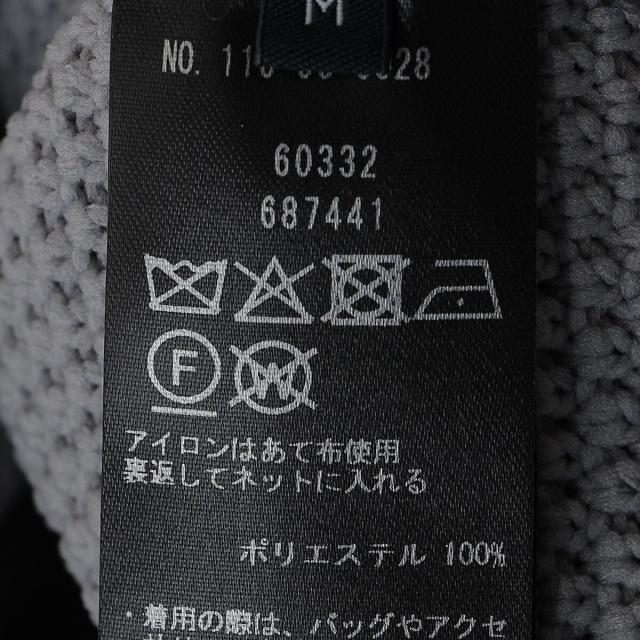 M
NO.
60332
687441
F
W
アイロンはあて布使用
裏返してネットに入れる
ポリエステル 100%
・着用の際は、バッグやアクセ